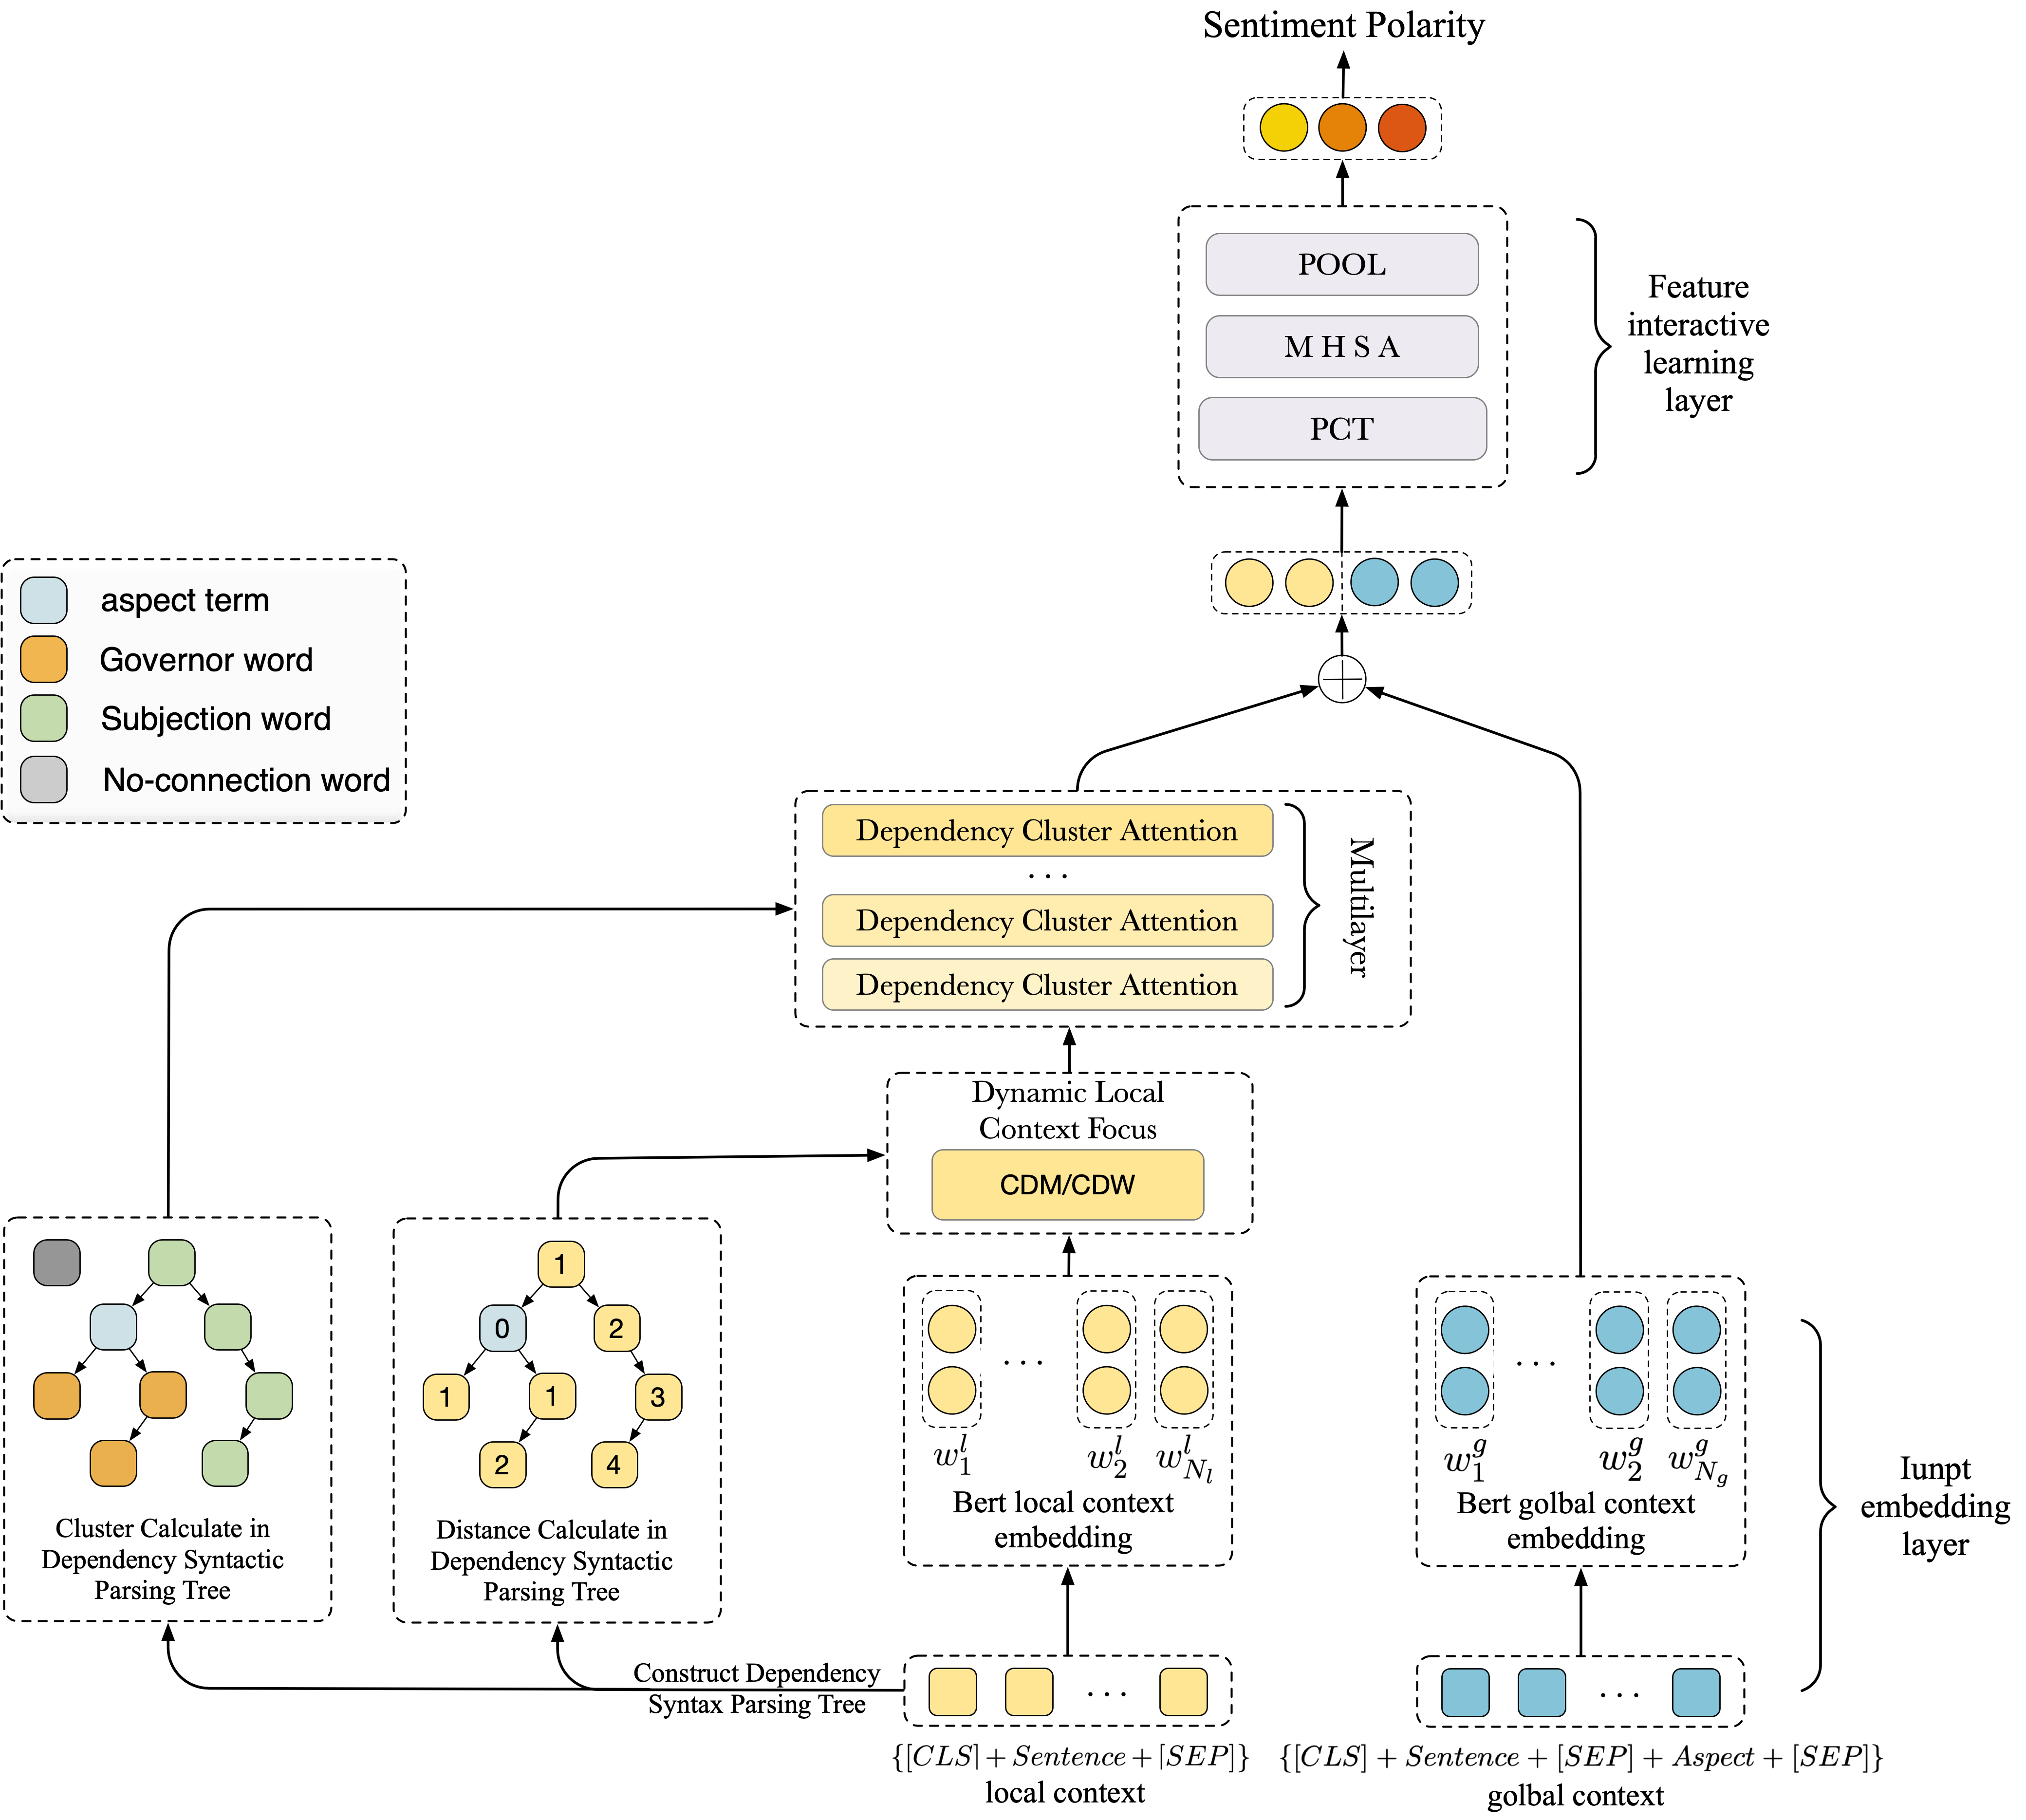 Sentiment Polarity
POOL
M H S A
PCT
Feature
interactive
learning
layer
aspect term
Governor word
Subjection word
No-connection word
Dependency Cluster Attention
...
Dependency Cluster Attention
Dependency Cluster Attention
Multilayer
Dynamic Local
Context Focus
CDM/CDW
Cluster Calculate in
Dependency Syntactic
Parsing Tree
1
0 2
1 1 3
2 4
Distance Calculate in
Dependency Syntactic
Parsing Tree
...
w_1^l w_2^l w_{N_l}^l
Bert local context
embedding
...
w_1^g w_2^g w_{N_g}^g
Bert golbal context
embedding
Iunpt
embedding
layer
Construct Dependency
Syntax Parsing Tree
...
{[CLS]+Sentence+[SEP]}
local context
...
{[CLS]+Sentence+[SEP]+Aspect+[SEP]}
golbal context